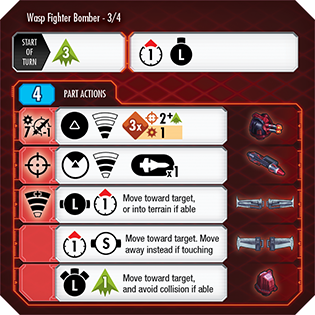 Wasp Fighter Bomber - 3/4
START
OF
TURN
3
1
L
4 PART ACTIONS
7 1
3x
2+
1
x1
L 1
Move toward target,
or into terrain if able
1 S
Move toward target. Move
away instead if touching
L 1
Move toward target,
and avoid collision if able